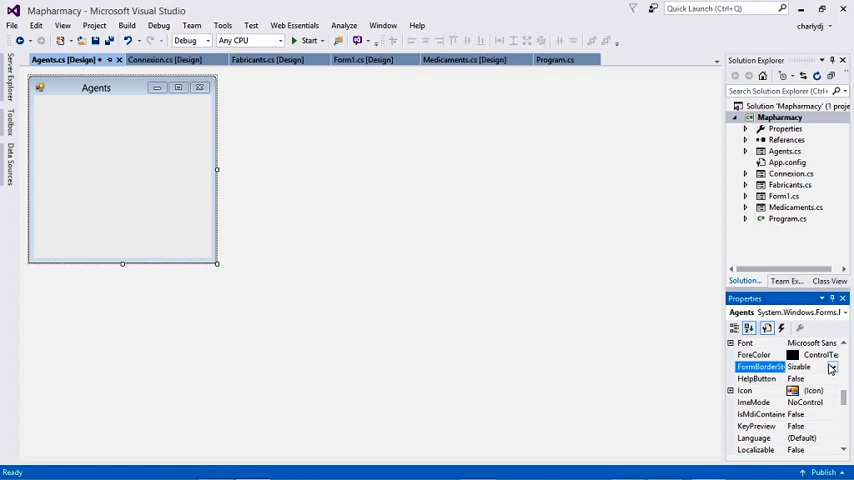 Mapharmacy - Microsoft Visual Studio
Quick Launch (Ctrl+Q)
File Edit View Project Build Debug Team Tools Test Web Essentials Analyze Window Help
charlydj
Debug Any CPU Start
Agents.cs [Design] Connexion.cs [Design] Fabricants.cs [Design] Form1.cs [Design] Medicaments.cs [Design] Program.cs
Server Explorer
Toolbox
Data Sources
Agents
Solution Explorer
Search Solution Explorer (Ctrl+
Solution 'Mapharmacy' (1 proje
Mapharmacy
Properties
References
Agents.cs
App.config
Connexion.cs
Fabricants.cs
Form1.cs
Medicaments.cs
Program.cs
Solution... Team Ex... Class View
Properties
Agents System.Windows.Forms.F
Font Microsoft Sans
ForeColor ControlTe
FormBorderSt Sizable
HelpButton False
Icon (Icon)
ImeMode NoControl
IsMdiContaine False
KeyPreview False
Language (Default)
Localizable False
Ready
Publish